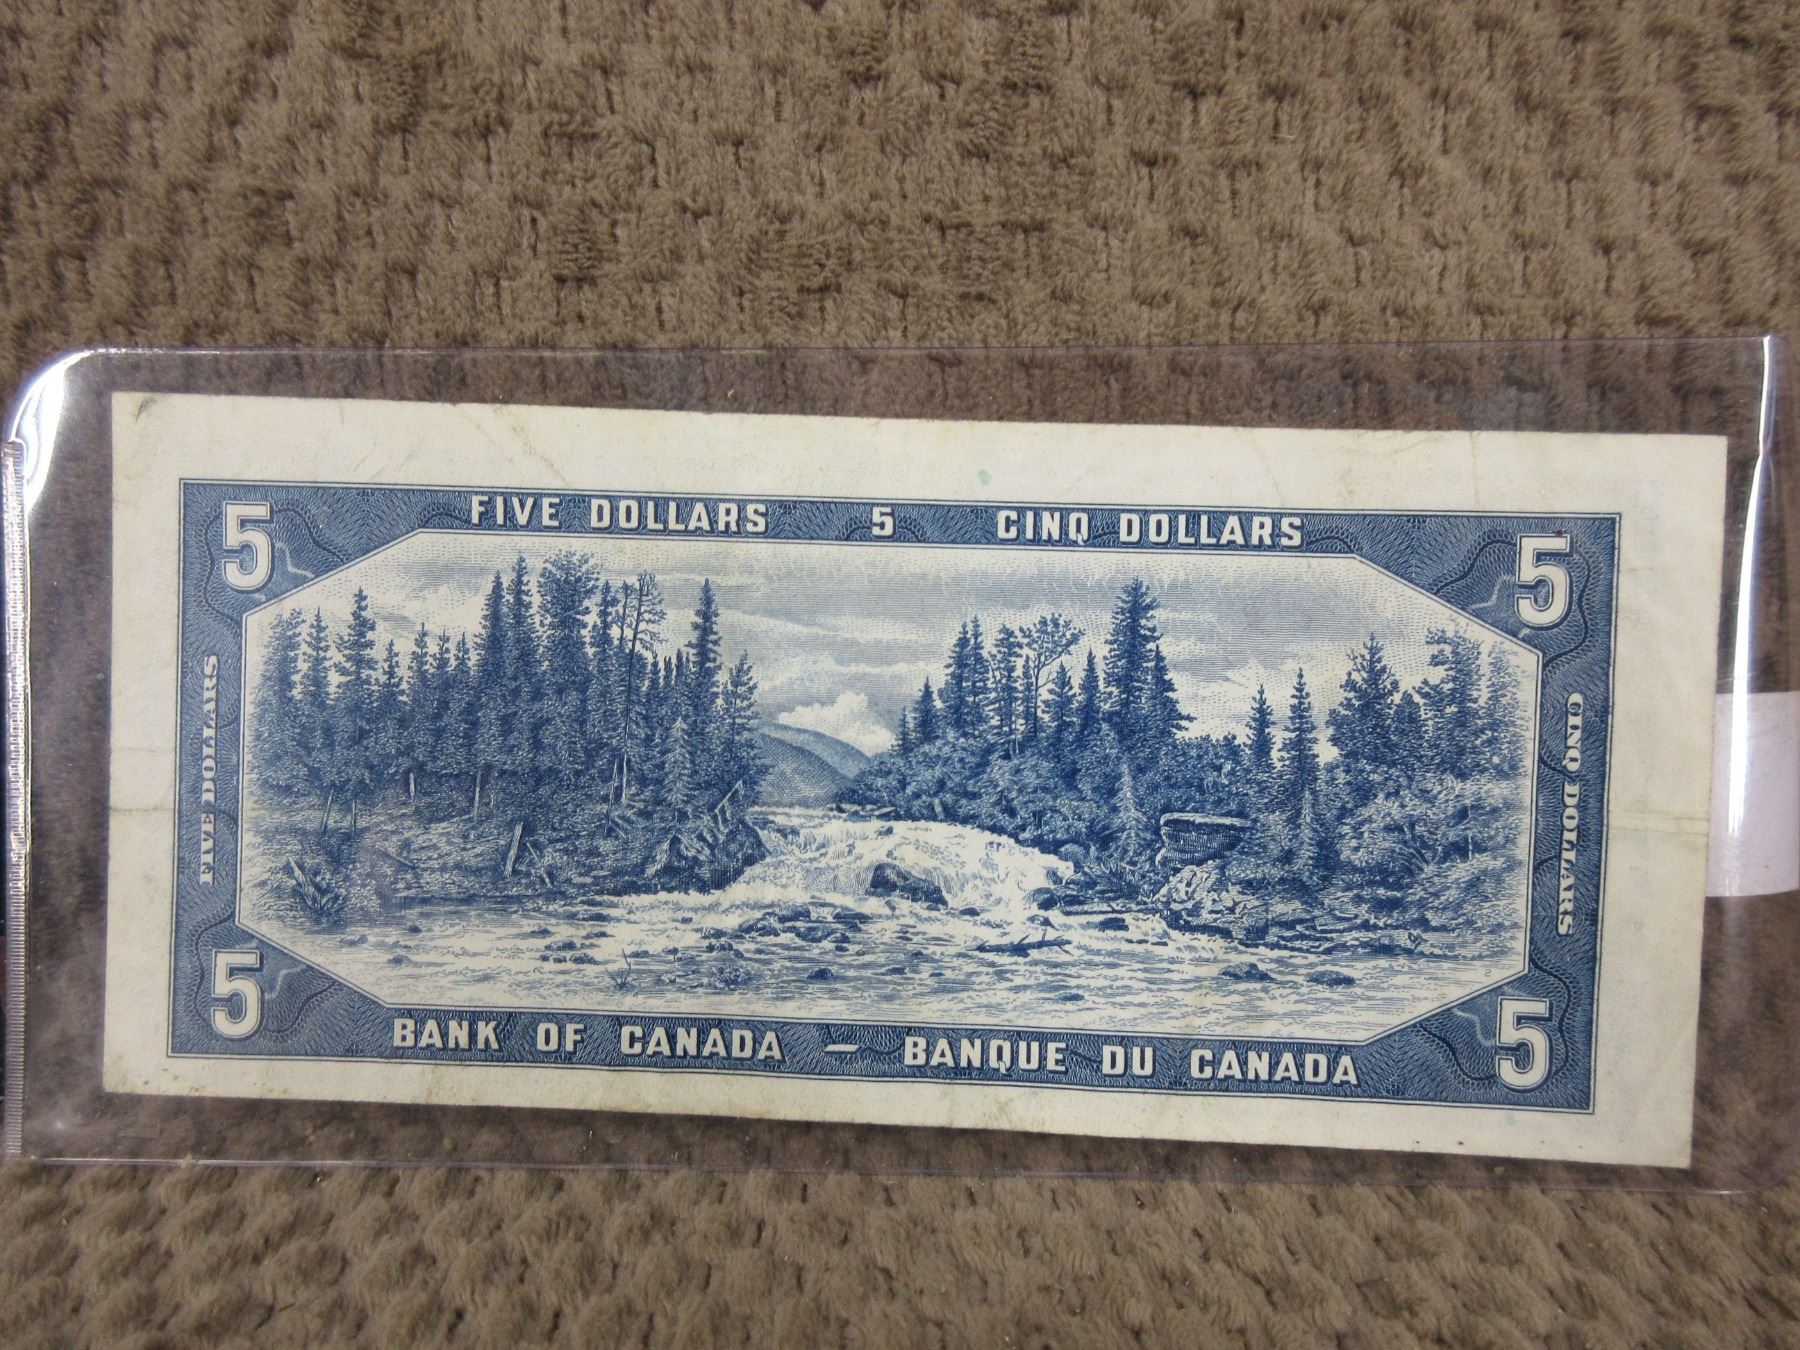 FIVE DOLLARS 5 CINQ DOLLARS
5 5
FIVE DOLLARS
CINQ DOLLARS
2
5 5
BANK OF CANADA — BANQUE DU CANADA